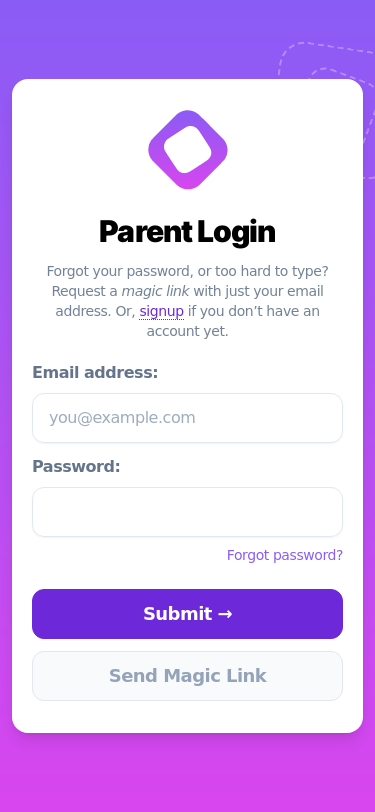 Parent Login
Forgot your password, or too hard to type?
Request a magic link with just your email
address. Or, signup if you don’t have an
account yet.
Email address:
you@example.com
Password:
Forgot password?
Submit →
Send Magic Link